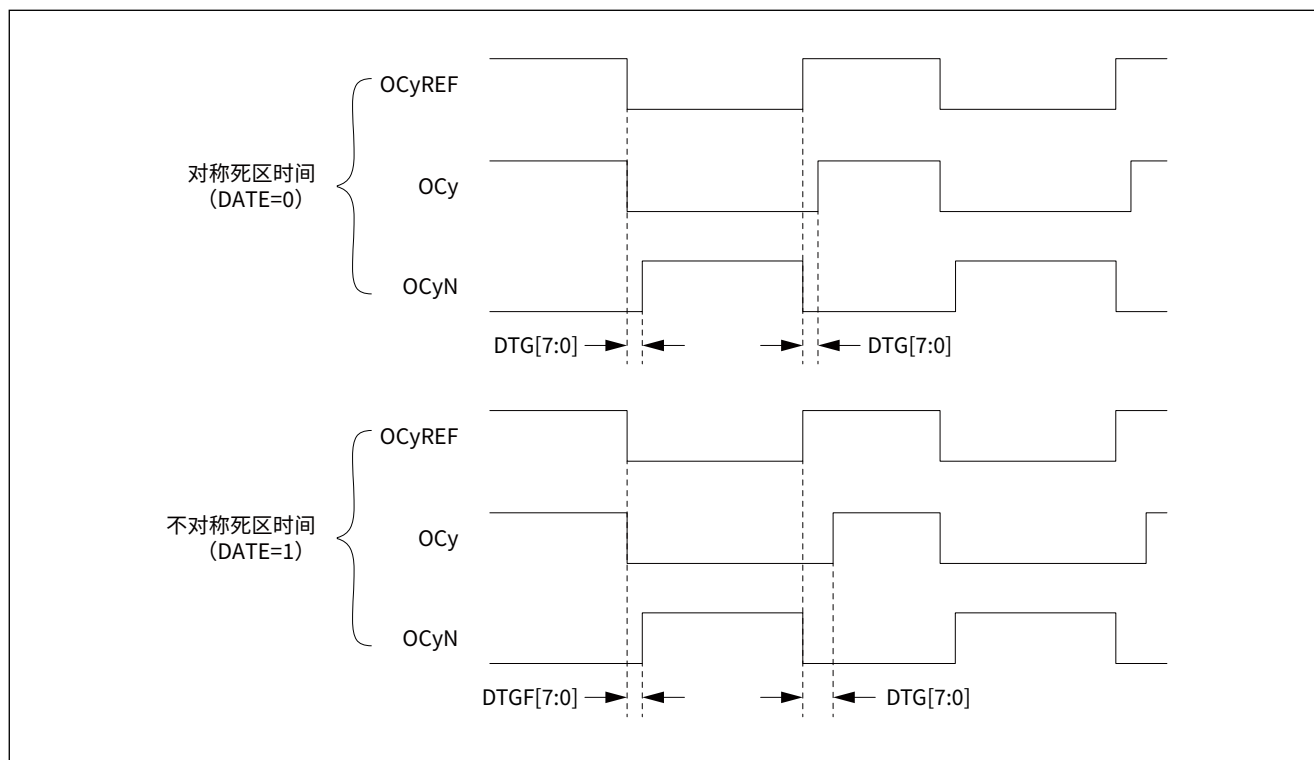 OCyREF
对称死区时间
（DATE=0）
OCy
OCyN
DTG[7:0]
DTG[7:0]
OCyREF
不对称死区时间
（DATE=1）
OCy
OCyN
DTGF[7:0]
DTG[7:0]